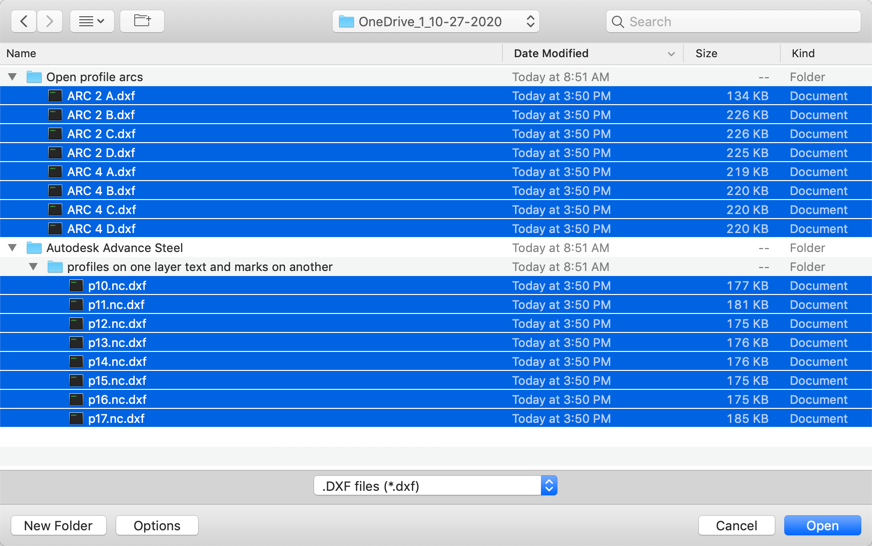 OneDrive_1_10-27-2020 Search
Name Date Modified Size Kind
Open profile arcs Today at 8:51 AM -- Folder
ARC 2 A.dxf Today at 3:50 PM 134 KB Document
ARC 2 B.dxf Today at 3:50 PM 226 KB Document
ARC 2 C.dxf Today at 3:50 PM 226 KB Document
ARC 2 D.dxf Today at 3:50 PM 225 KB Document
ARC 4 A.dxf Today at 3:50 PM 219 KB Document
ARC 4 B.dxf Today at 3:50 PM 220 KB Document
ARC 4 C.dxf Today at 3:50 PM 220 KB Document
ARC 4 D.dxf Today at 3:50 PM 220 KB Document
Autodesk Advance Steel Today at 8:51 AM -- Folder
profiles on one layer text and marks on another Today at 8:51 AM -- Folder
p10.nc.dxf Today at 3:50 PM 177 KB Document
p11.nc.dxf Today at 3:50 PM 181 KB Document
p12.nc.dxf Today at 3:50 PM 175 KB Document
p13.nc.dxf Today at 3:50 PM 176 KB Document
p14.nc.dxf Today at 3:50 PM 176 KB Document
p15.nc.dxf Today at 3:50 PM 175 KB Document
p16.nc.dxf Today at 3:50 PM 175 KB Document
p17.nc.dxf Today at 3:50 PM 185 KB Document
.DXF files (*.dxf)
New Folder Options Cancel Open